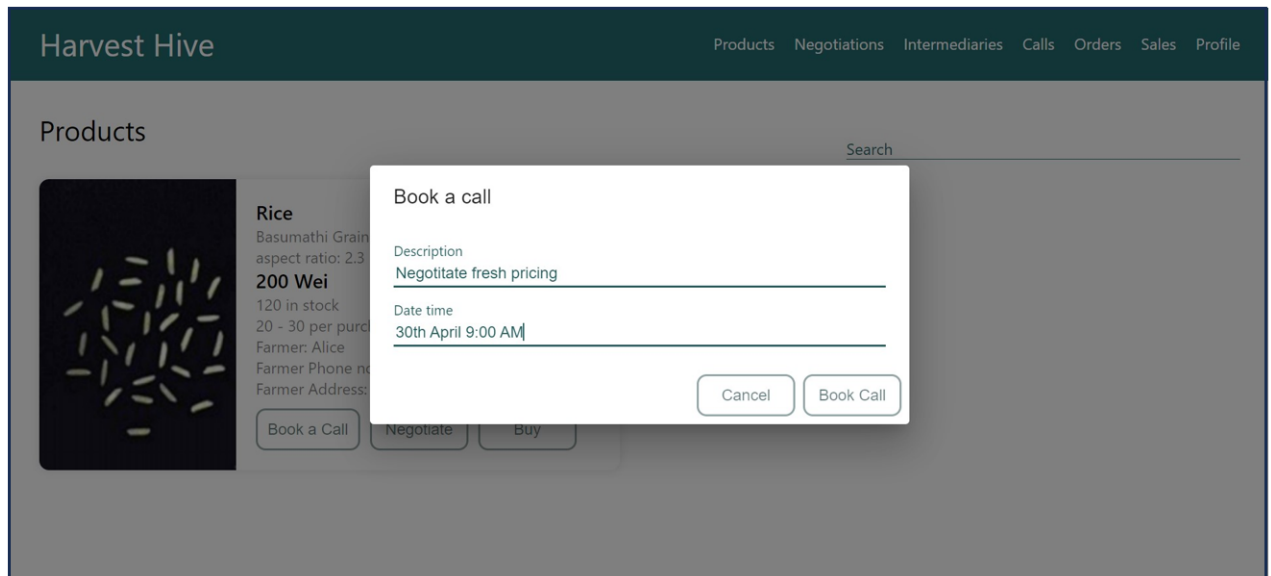 Harvest Hive
Products Negotiations Intermediaries Calls Orders Sales Profile
Products
Search
Rice
Basumathi Grain
aspect ratio: 2.3
200 Wei
120 in stock
20 - 30 per
Farmer: Alice
Farmer Phone
Farmer Address:
Book a Call Negotiate Buy
Book a call
Description
Negotitate fresh pricing
Date time
30th April 9:00 AM
Cancel Book Call